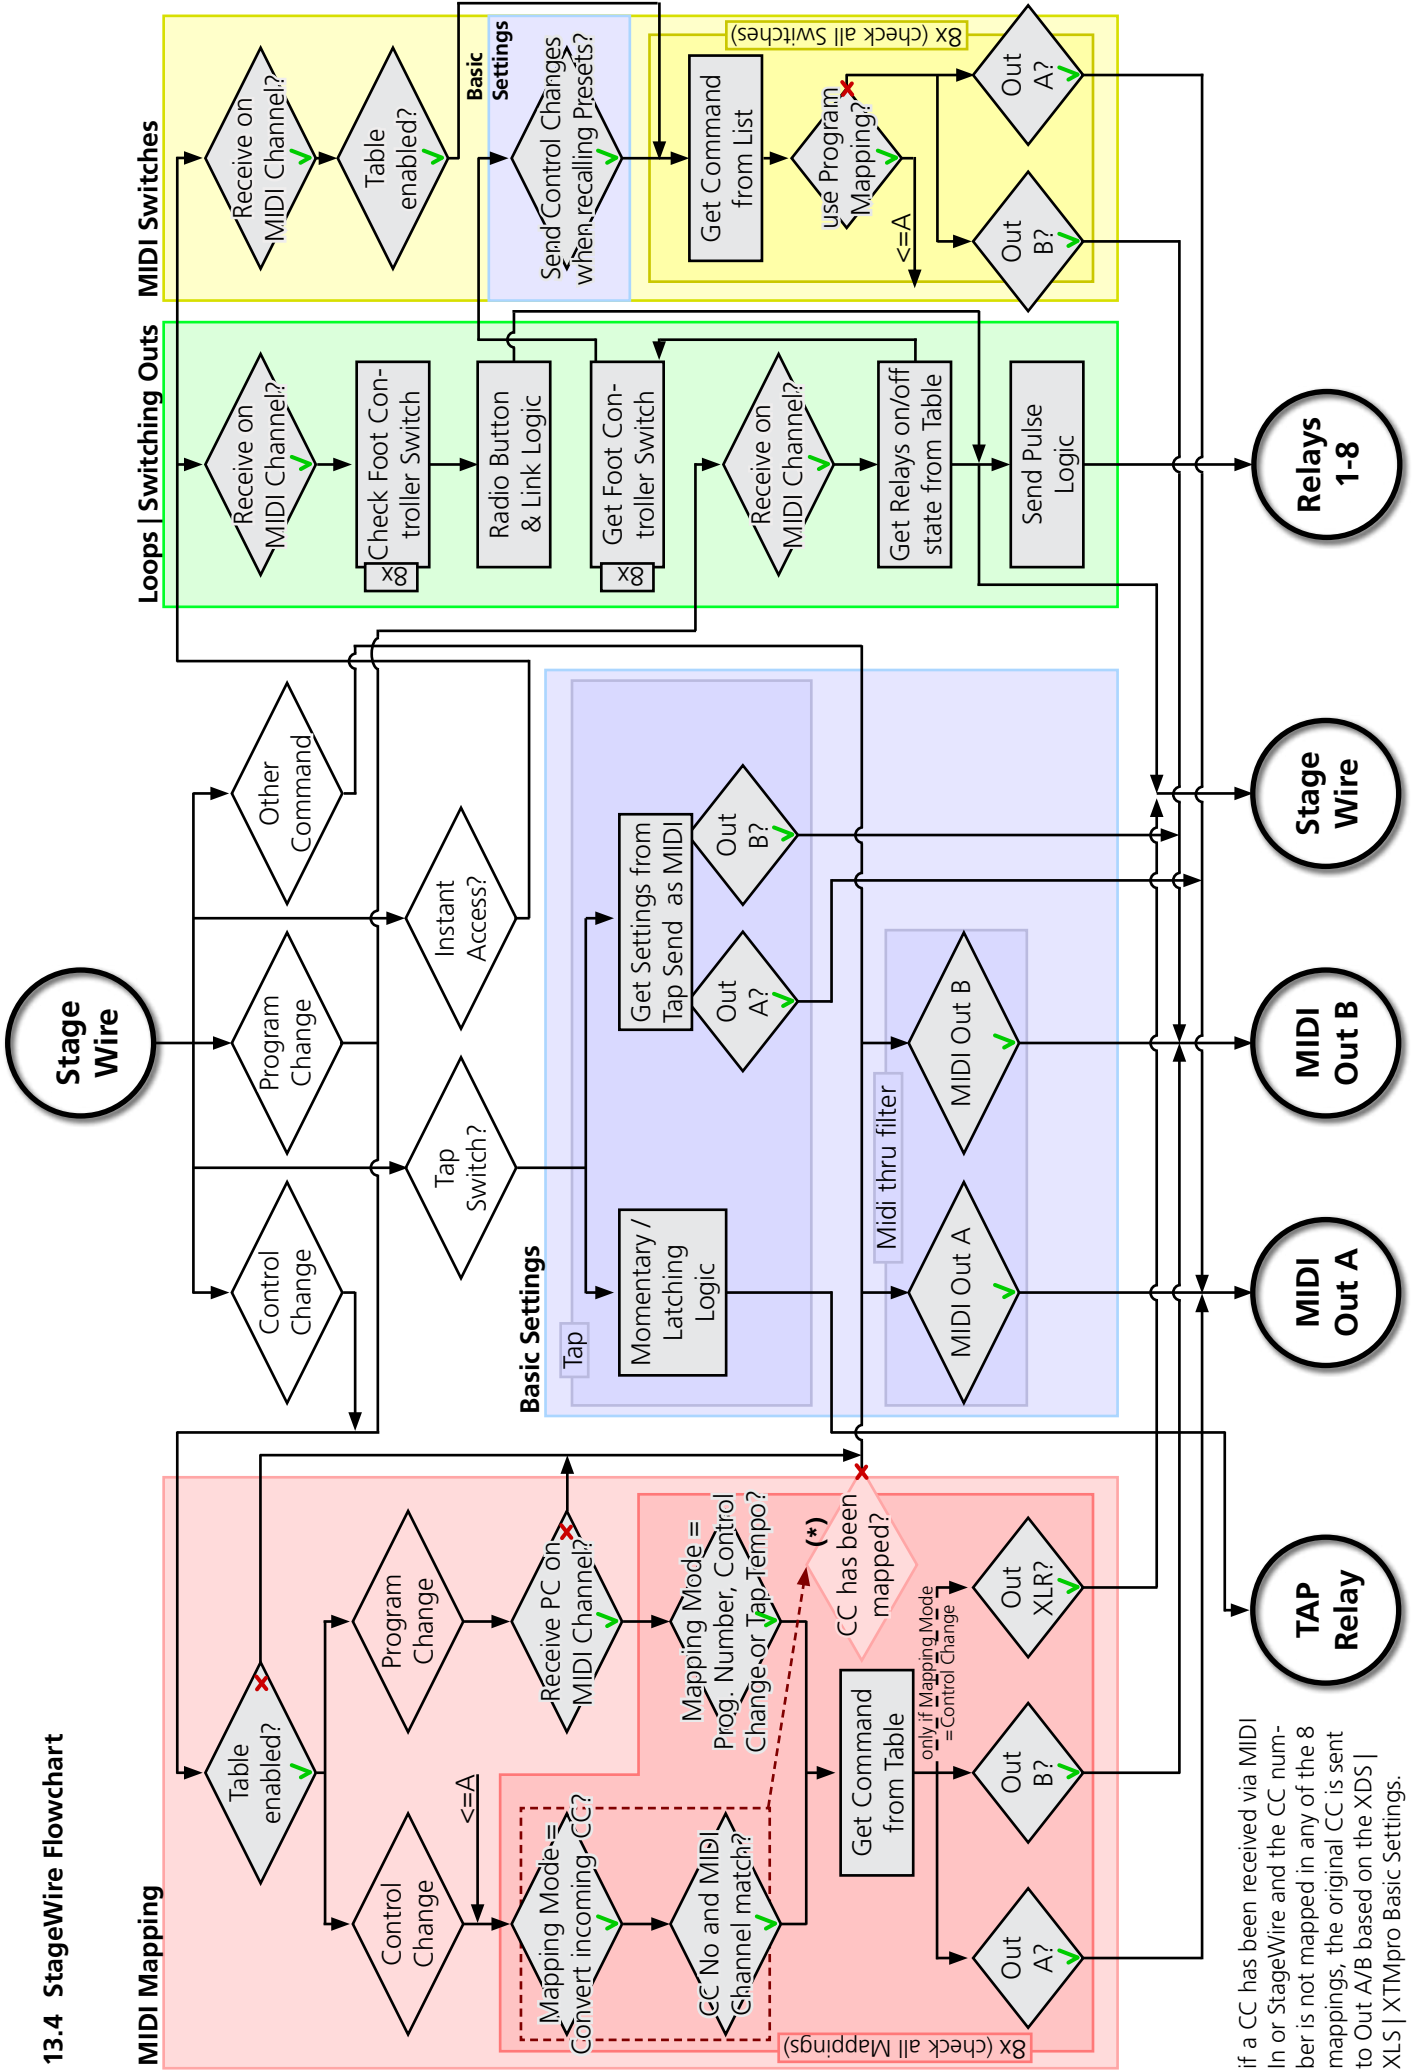 13.4 StageWire Flowchart
Stage
Wire
Control
Change
Program
Change
Other
Command
Tap
Switch?
Instant
Access?
MIDI Mapping
Table
enabled?
Control
Change
Program
Change
<=A
Receive PC on
MIDI Channel?
Mapping Mode =
Convert incoming CC?
CC No and MIDI
Channel match?
Mapping Mode =
Prog. Number, Control
Change or Tap Tempo?
(*)
CC has been
mapped?
Get Command
from Table
only if Mapping Mode
=Control Change
Out
A?
Out
B?
Out
XLR?
8x (check all Mappings)
Basic Settings
Tap
Momentary /
Latching
Logic
Get Settings from
Tap Send as MIDI
Out
A?
Out
B?
Midi thru filter
MIDI Out A
MIDI Out B
Loops | Switching Outs
Receive on
MIDI Channel?
8x
Check Foot Con-
troller Switch
Radio Button
& Link Logic
8x
Get Foot Con-
troller Switch
Receive on
MIDI Channel?
Get Relays on/off
state from Table
Send Pulse
Logic
MIDI Switches
Receive on
MIDI Channel?
Table
enabled?
Basic
Settings
Send Control Changes
when recalling Presets?
8x (check all Switches)
Get Command
from List
use Program
Mapping?
<=A
Out
B?
Out
A?
if a CC has been received via MIDI
In or StageWire and the CC num-
ber is not mapped in any of the 8
mappings, the original CC is sent
to Out A/B based on the XDS |
XLS | XTMpro Basic Settings.
TAP
Relay
MIDI
Out A
MIDI
Out B
Stage
Wire
Relays
1-8